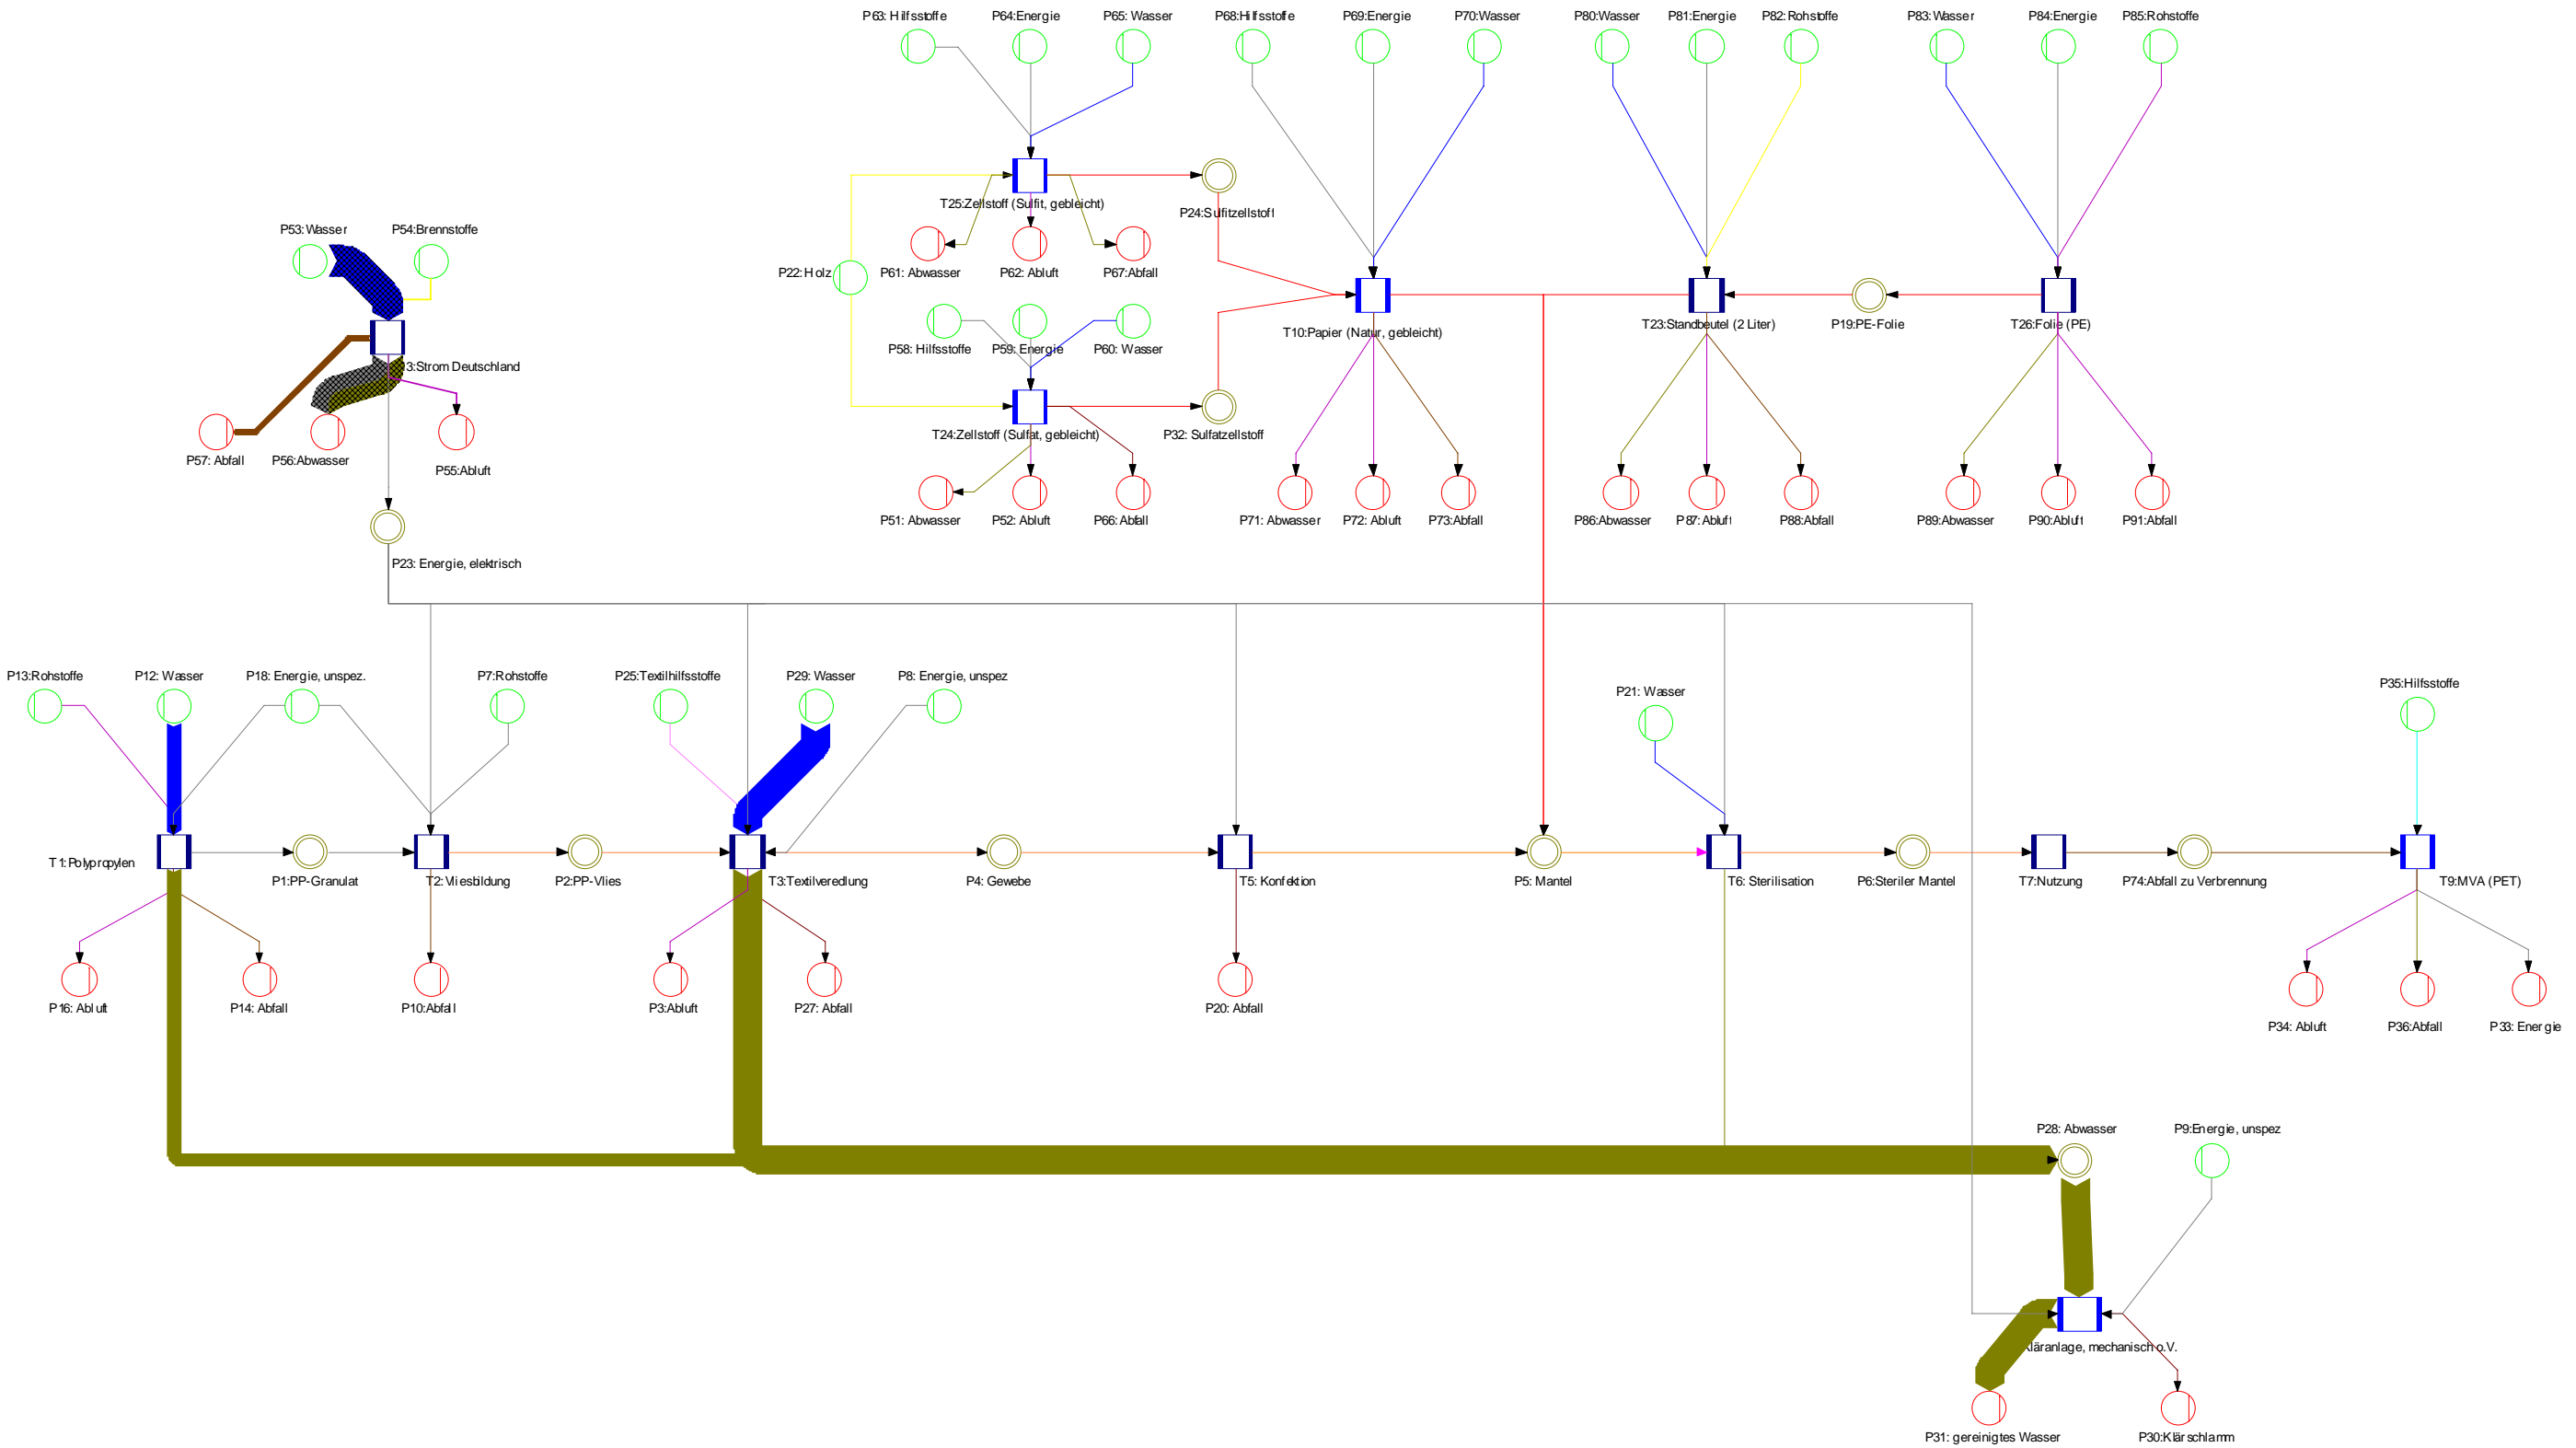 P63: Hilfsstoffe
P64:Energie
P65: Wasser
P68:Hilfsstoffe
P69:Energie
P70:Wasser
P80:Wasser
P81:Energie
P82:Rohstoffe
P83:Wasser
P84:Energie
P85:Rohstoffe
T25:Zellstoff (Sulfit, gebleicht)
P24:Sulfitzellstoff
P53:Wasser
P54:Brennstoffe
P22:Holz
P61: Abwasser
P62: Abluft
P67:Abfall
T10:Papier (Natur, gebleicht)
T23:Standbeutel (2 Liter)
P19:PE-Folie
T26:Folie (PE)
P58: Hilfsstoffe
P59: Energie
P60: Wasser
3:Strom Deutschland
T24:Zellstoff (Sulfat, gebleicht)
P32: Sulfatzellstoff
P57: Abfall
P56:Abwasser
P55:Abluft
P51: Abwasser
P52: Abluft
P66: Abfall
P71: Abwasser
P72: Abluft
P73:Abfall
P86:Abwasser
P87:Abluft
P88:Abfall
P89:Abwasser
P90:Abluft
P91:Abfall
P23: Energie, elektrisch
P13:Rohstoffe
P12: Wasser
P18: Energie, unspez.
P7:Rohstoffe
P25:Textilhilfsstoffe
P29: Wasser
P8: Energie, unspez
P21: Wasser
P35:Hilfsstoffe
T1:Polypropylen
P1:PP-Granulat
T2:Vliesbildung
P2:PP-Vlies
T3:Textilveredlung
P4: Gewebe
T5: Konfektion
P5: Mantel
T6: Sterilisation
P6:Steriler Mantel
T7:Nutzung
P74:Abfall zu Verbrennung
T9:MVA (PET)
P16: Abluft
P14: Abfall
P10:Abfall
P3:Abluft
P27: Abfall
P20: Abfall
P34: Abluft
P36:Abfall
P33: Energie
P28: Abwasser
P9:Energie, unspez
Kläranlage, mechanisch o.V.
P31: gereinigtes Wasser
P30:Klärschlamm